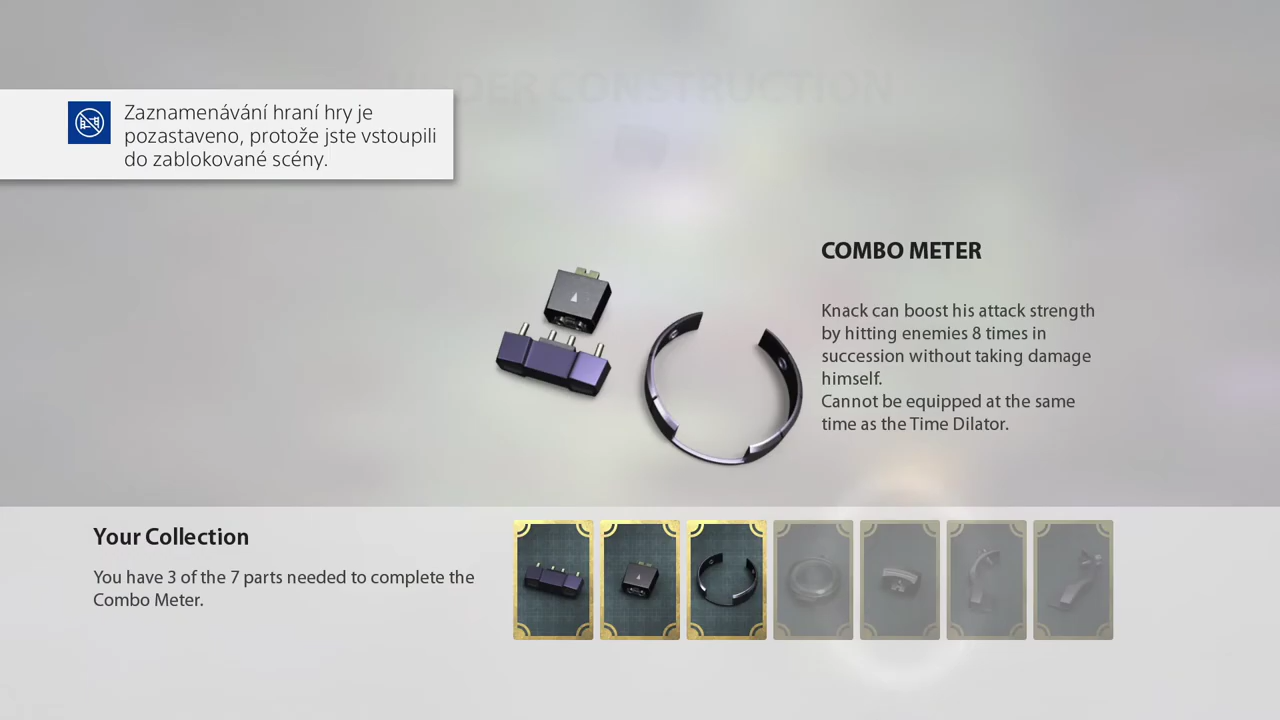 UNDER CONSTRUCTION
Zaznamenávání hraní hry je
pozastaveno, protože jste vstoupili
do zablokované scény.
COMBO METER
Knack can boost his attack strength
by hitting enemies 8 times in
succession without taking damage
himself.
Cannot be equipped at the same
time as the Time Dilator.
Your Collection
You have 3 of the 7 parts needed to complete the
Combo Meter.